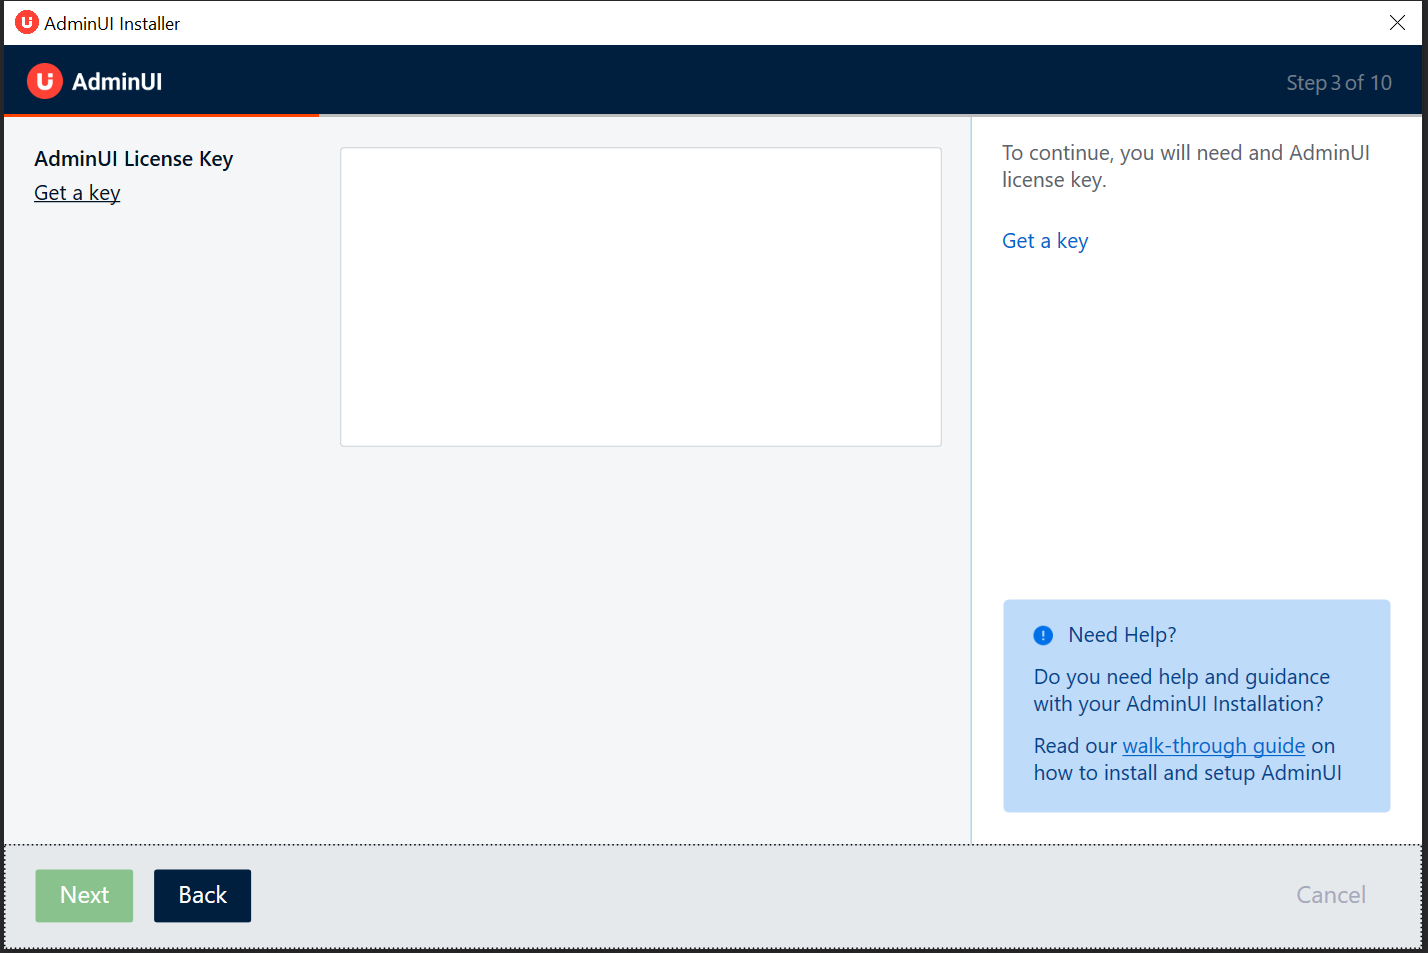 AdminUI Installer
AdminUI
Step 3 of 10
AdminUI License Key
Get a key
To continue, you will need and AdminUI
license key.
Get a key
Need Help?
Do you need help and guidance
with your AdminUI Installation?
Read our walk-through guide on
how to install and setup AdminUI
Next
Back
Cancel